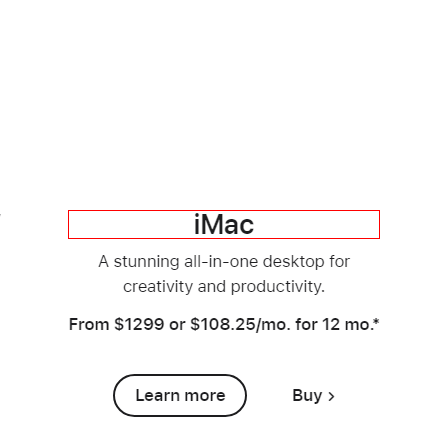 iMac
A stunning all-in-one desktop for
creativity and productivity.
From $1299 or $108.25/mo. for 12 mo.*
Learn more
Buy >